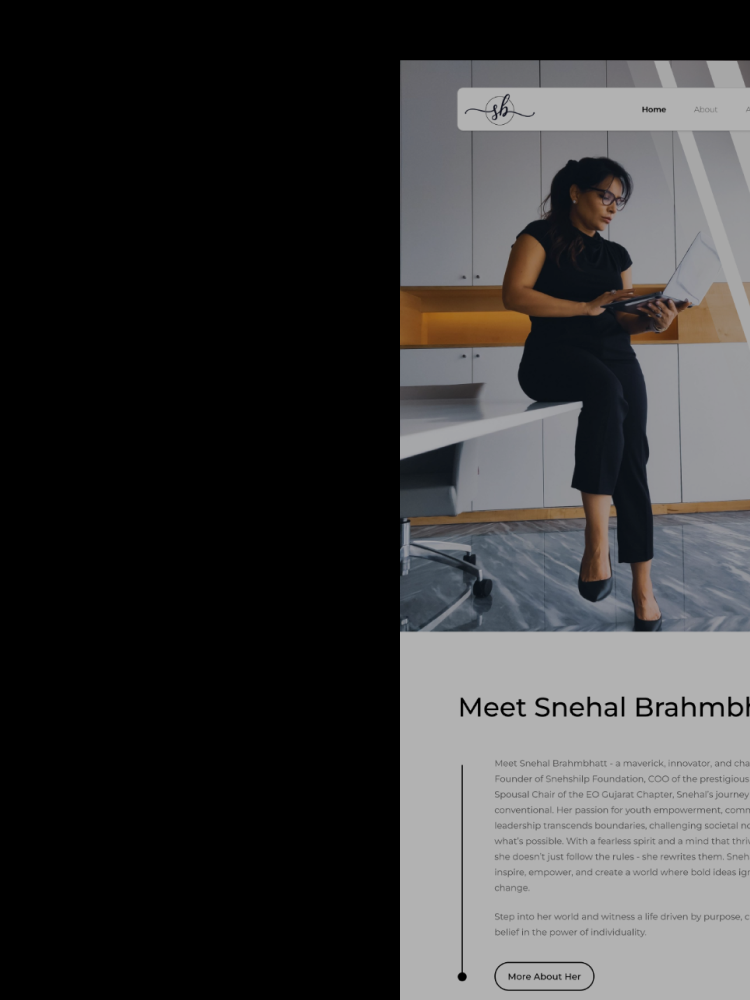 sb
Home About A
Meet Snehal Brahmbh
Meet Snehal Brahmbhatt - a maverick, innovator, and cha
Founder of Snehshilp Foundation, COO of the prestigious
Spousal Chair of the EO Gujarat Chapter, Snehal's journey
conventional. Her passion for youth empowerment, comm
leadership transcends boundaries, challenging societal no
what's possible. With a fearless spirit and a mind that thriv
she doesn't just follow the rules - she rewrites them. Sneh
inspire, empower, and create a world where bold ideas ign
change.
Step into her world and witness a life driven by purpose, c
belief in the power of individuality.
More About Her